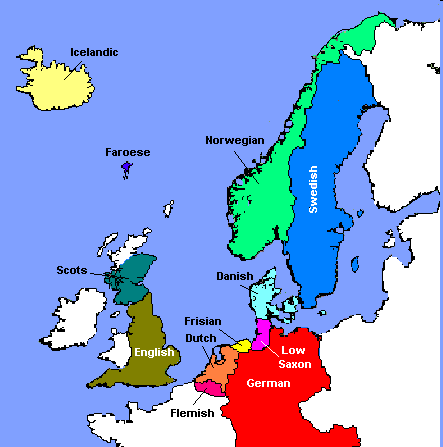 Icelandic
Faroese
Norwegian
Swedish
Scots
Danish
Frisian
Dutch
English
Low
Saxon
German
Flemish